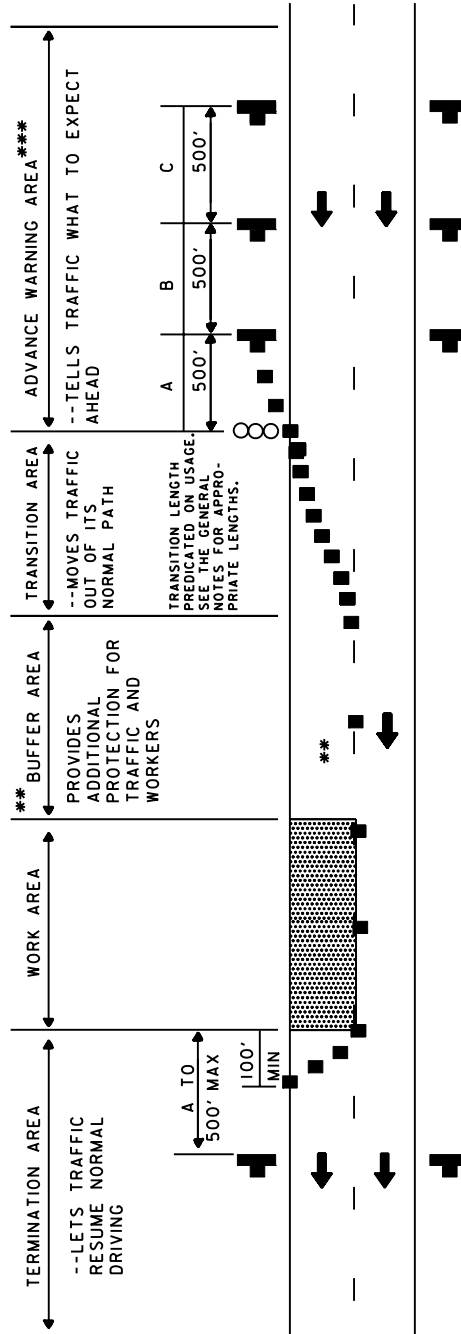 ADVANCE WARNING AREA***
--TELLS TRAFFIC WHAT TO EXPECT
AHEAD
C
500'
B
500'
A
500'
TRANSITION AREA
--MOVES TRAFFIC
OUT OF ITS
NORMAL PATH
TRANSITION LENGTH
PREDICATED ON USAGE.
SEE THE GENERAL
NOTES FOR APPRO-
PRIATE LENGTHS.
** BUFFER AREA
PROVIDES
ADDITIONAL
PROTECTION FOR
TRAFFIC AND
WORKERS
**
WORK AREA
TERMINATION AREA
--LETS TRAFFIC
RESUME NORMAL
DRIVING
A TO
500' MAX
100'
MIN